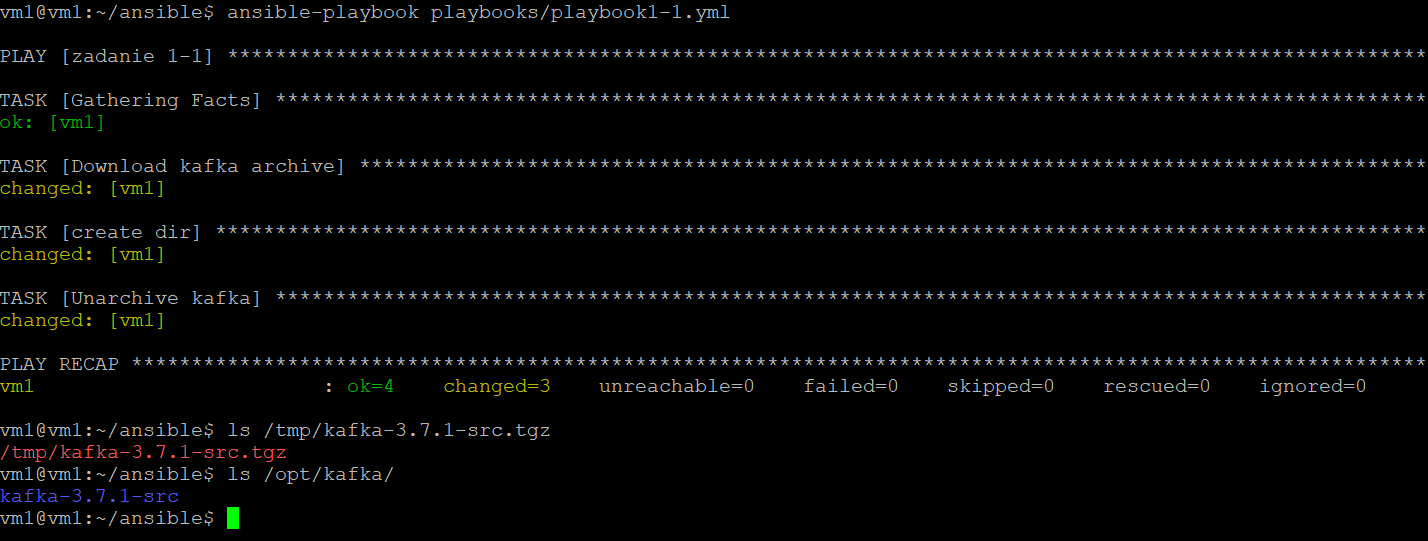 vm1@vm1:~/ansible$ ansible-playbook playbooks/playbook1-1.yml
PLAY [zadanie 1-1] ****************************************************************************************************
TASK [Gathering Facts] ************************************************************************************************
ok: [vm1]
TASK [Download kafka archive] *****************************************************************************************
changed: [vm1]
TASK [create dir] *****************************************************************************************************
changed: [vm1]
TASK [Unarchive kafka] ************************************************************************************************
changed: [vm1]
PLAY RECAP ************************************************************************************************************
vm1                        : ok=4    changed=3    unreachable=0    failed=0    skipped=0    rescued=0    ignored=0
vm1@vm1:~/ansible$ ls /tmp/kafka-3.7.1-src.tgz
/tmp/kafka-3.7.1-src.tgz
vm1@vm1:~/ansible$ ls /opt/kafka/
kafka-3.7.1-src
vm1@vm1:~/ansible$